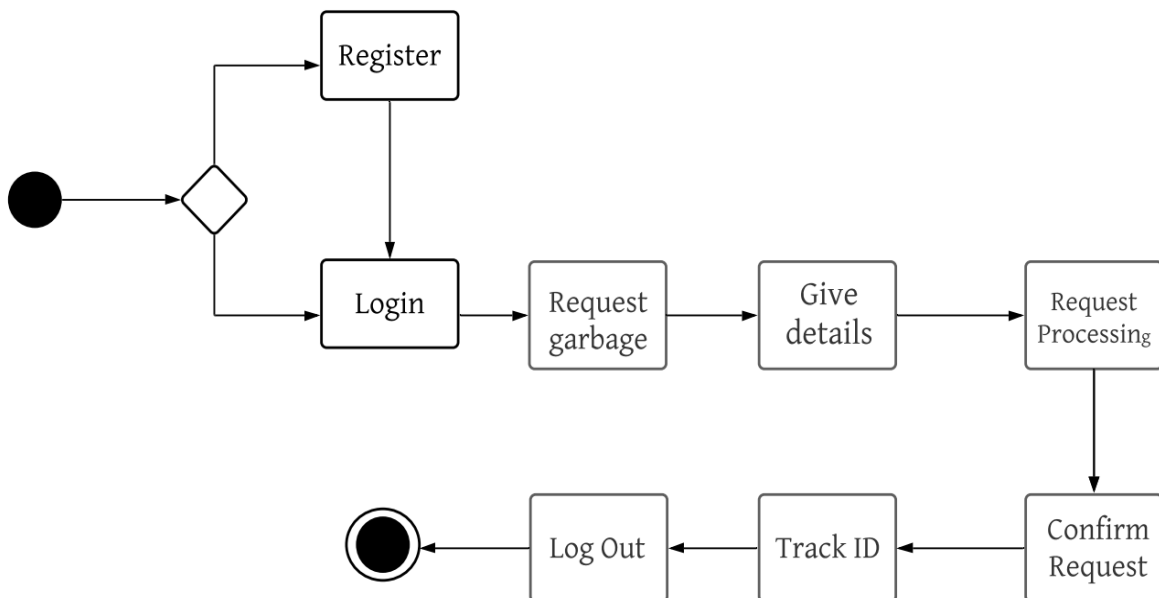 Register
Login
Request
garbage
Give
details
Request
Processing
Confirm
Request
Track ID
Log Out